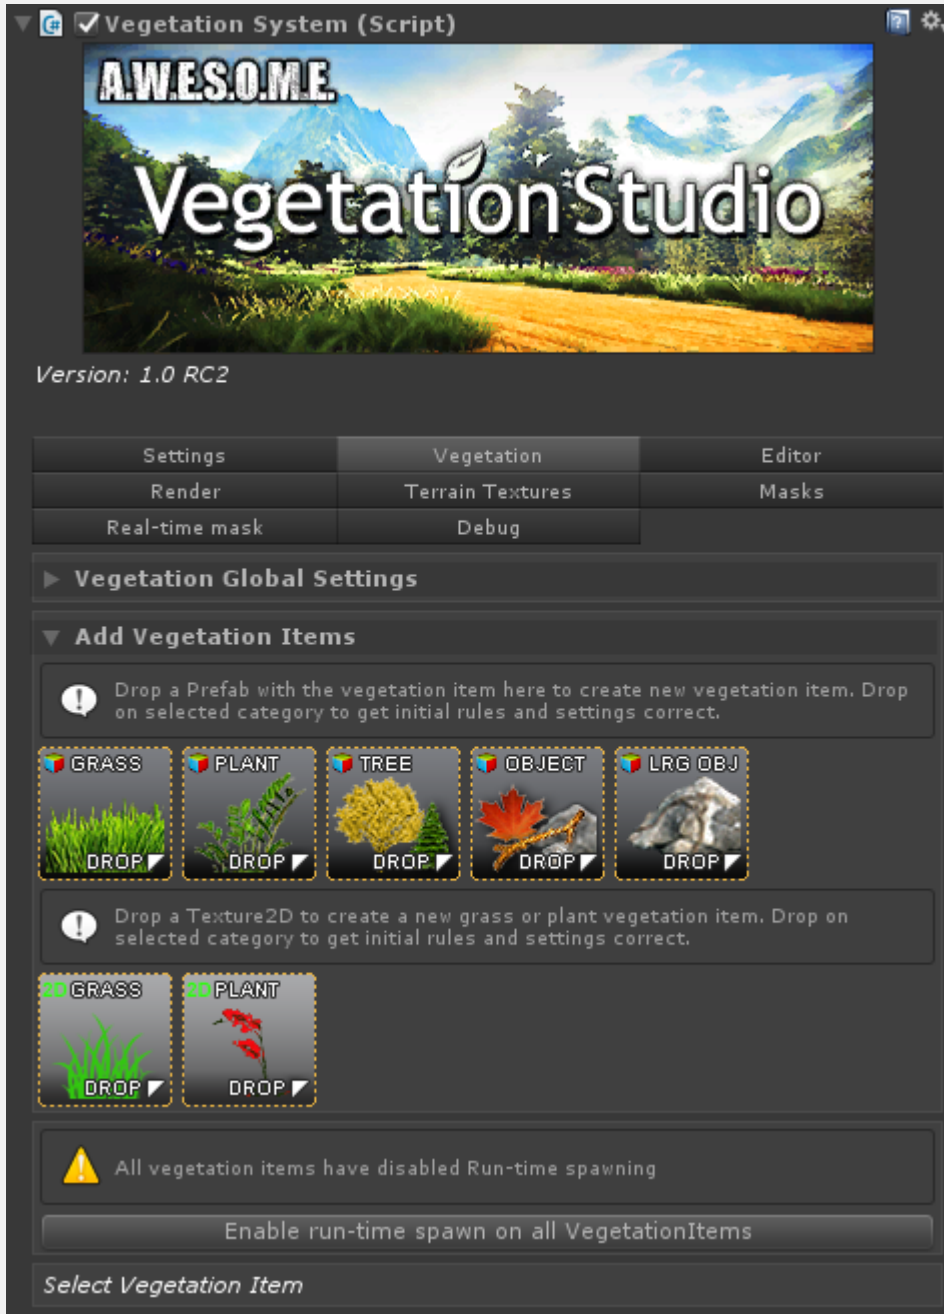 Vegetation System (Script)
A.W.E.S.O.M.E.
Vegetation Studio
Version: 1.0 RC2
Settings
Vegetation
Editor
Render
Terrain Textures
Masks
Real-time mask
Debug
Vegetation Global Settings
Add Vegetation Items
Drop a Prefab with the vegetation item here to create new vegetation item. Drop
on selected category to get initial rules and settings correct.
GRASS
PLANT
TREE
OBJECT
LRG OBJ
DROP
DROP
DROP
DROP
DROP
Drop a Texture2D to create a new grass or plant vegetation item. Drop on
selected category to get initial rules and settings correct.
2D GRASS
2D PLANT
DROP
DROP
All vegetation items have disabled Run-time spawning
Enable run-time spawn on all VegetationItems
Select Vegetation Item